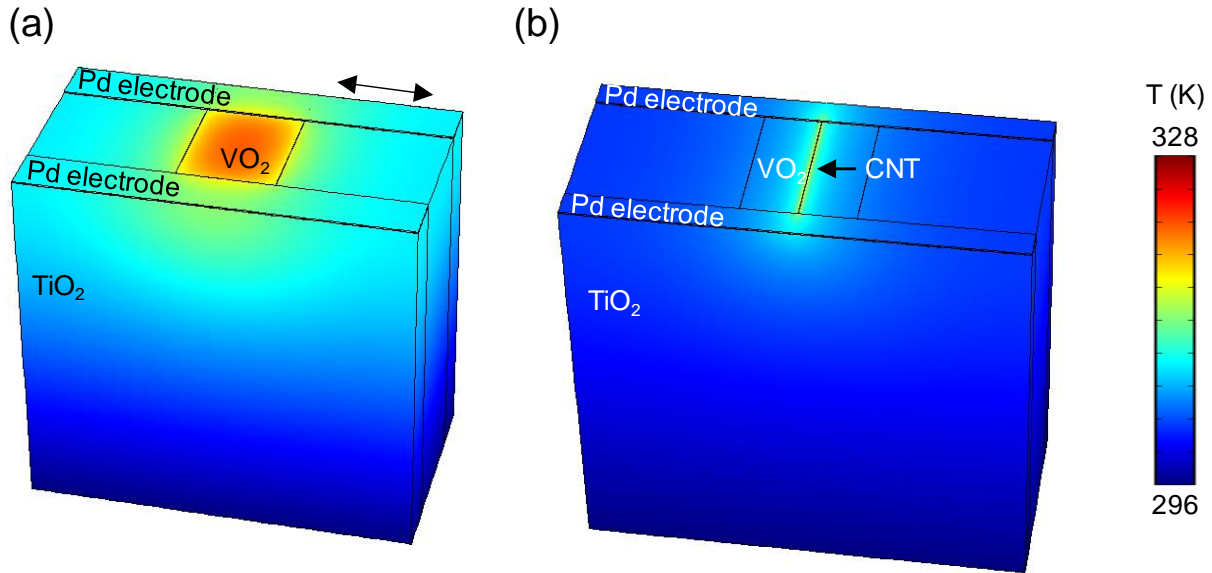 (a)
Pd electrode
VO₂
Pd electrode
TiO₂
(b)
Pd electrode
VO₂
CNT
Pd electrode
TiO₂
T (K)
328
296